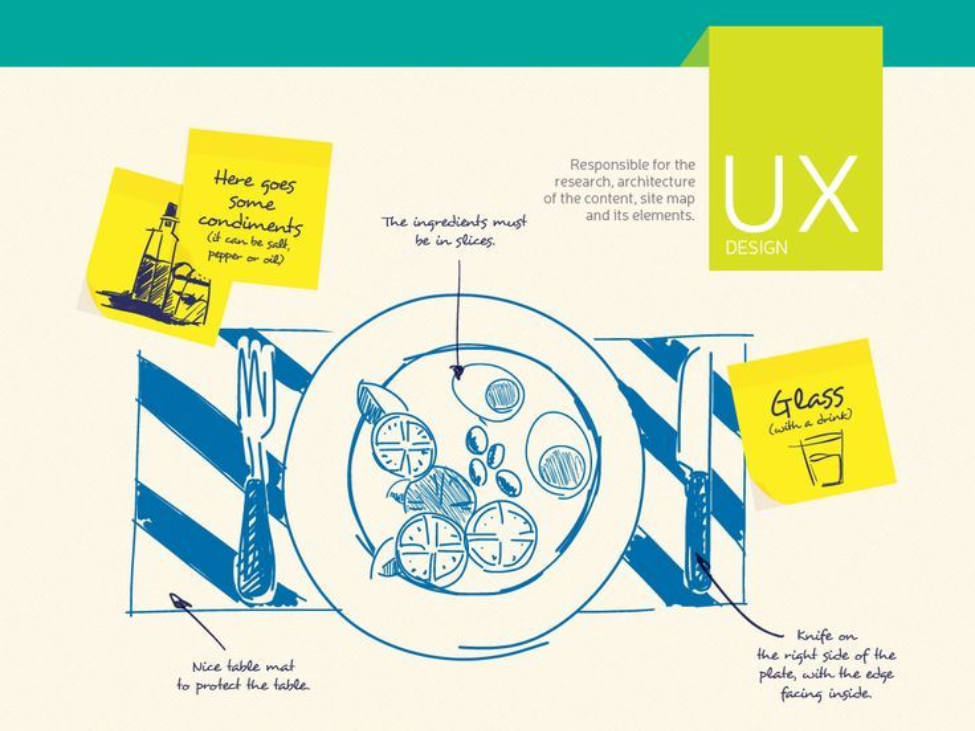 UX
DESIGN
Responsible for the
research, architecture
of the content, site map
and its elements.
Here goes
some
condiments
(it can be salt,
pepper or oil)
The ingredients must
be in slices.
Glass
(with a drink)
Nice table mat
to protect the table.
Knife on
the right side of the
plate, with the edge
facing inside.